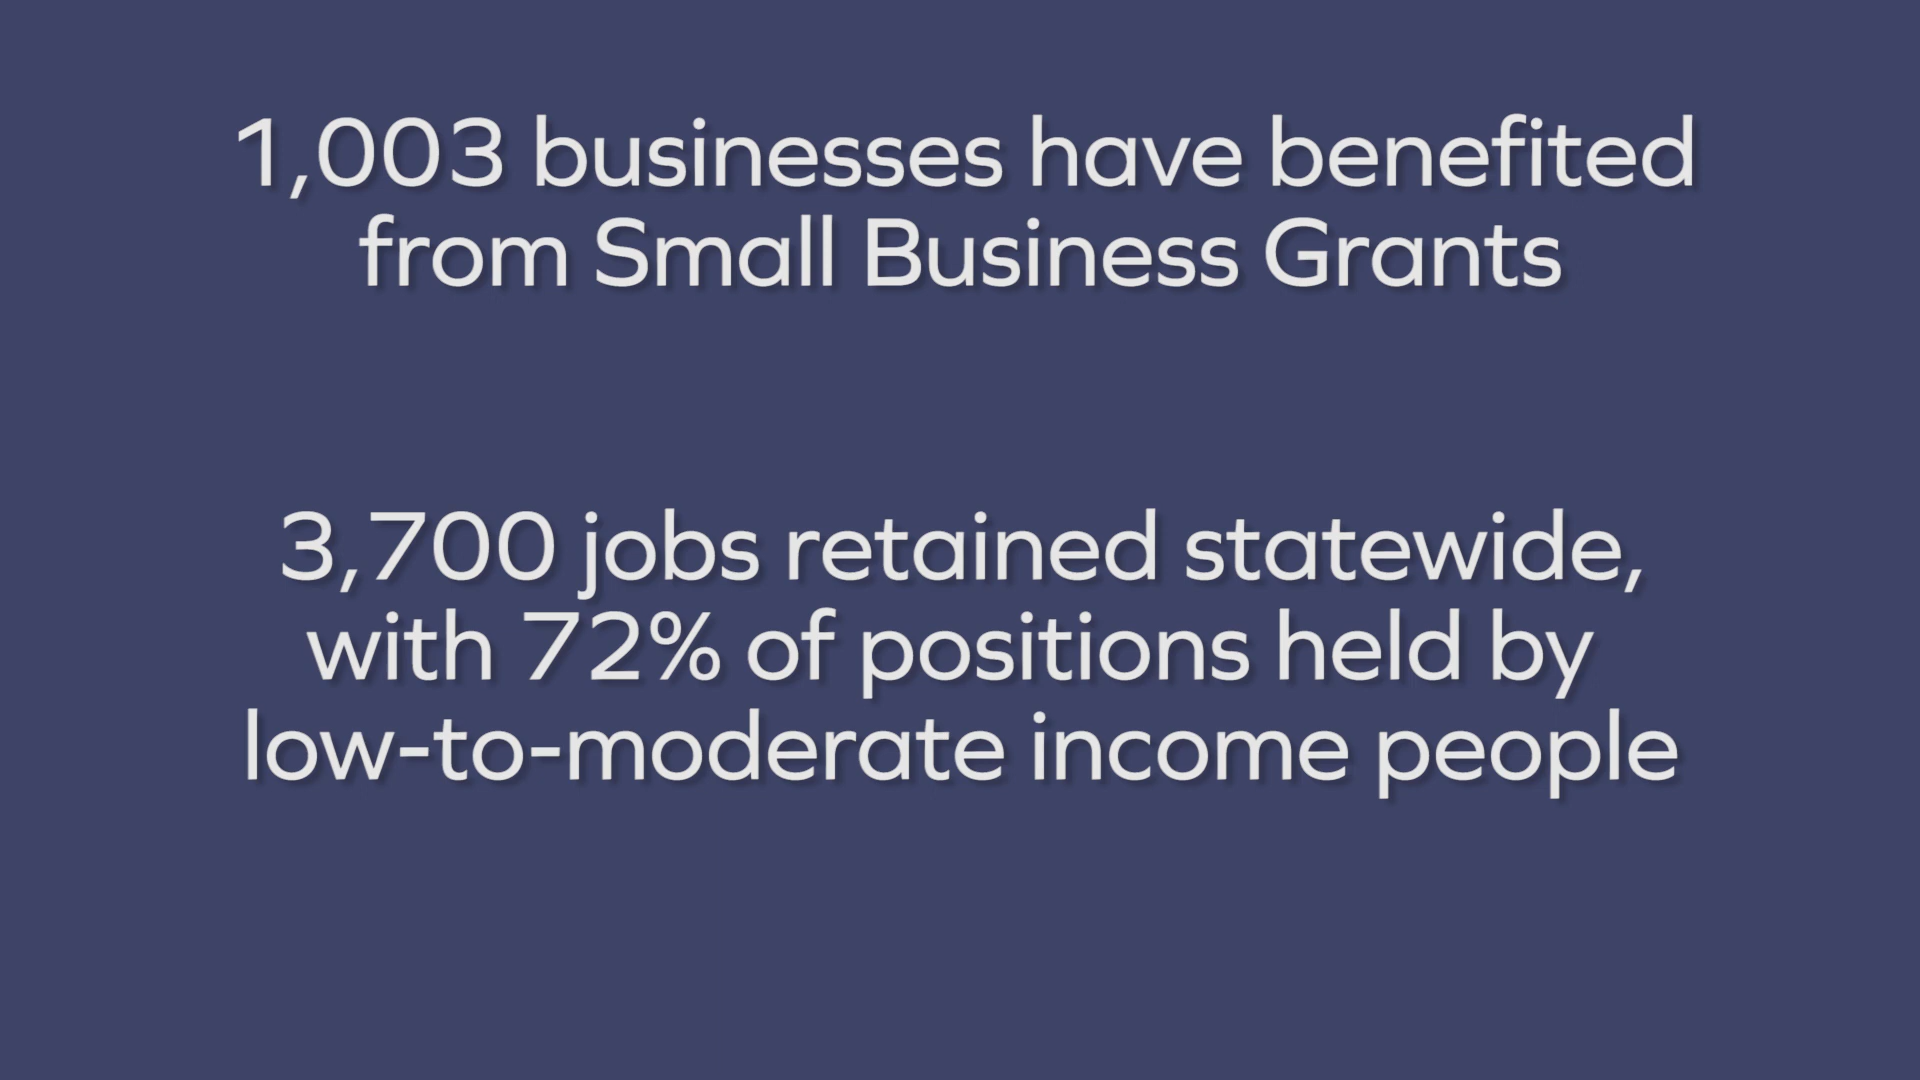 1,003 businesses have benefited
from Small Business Grants
3,700 jobs retained statewide,
with 72% of positions held by
low-to-moderate income people